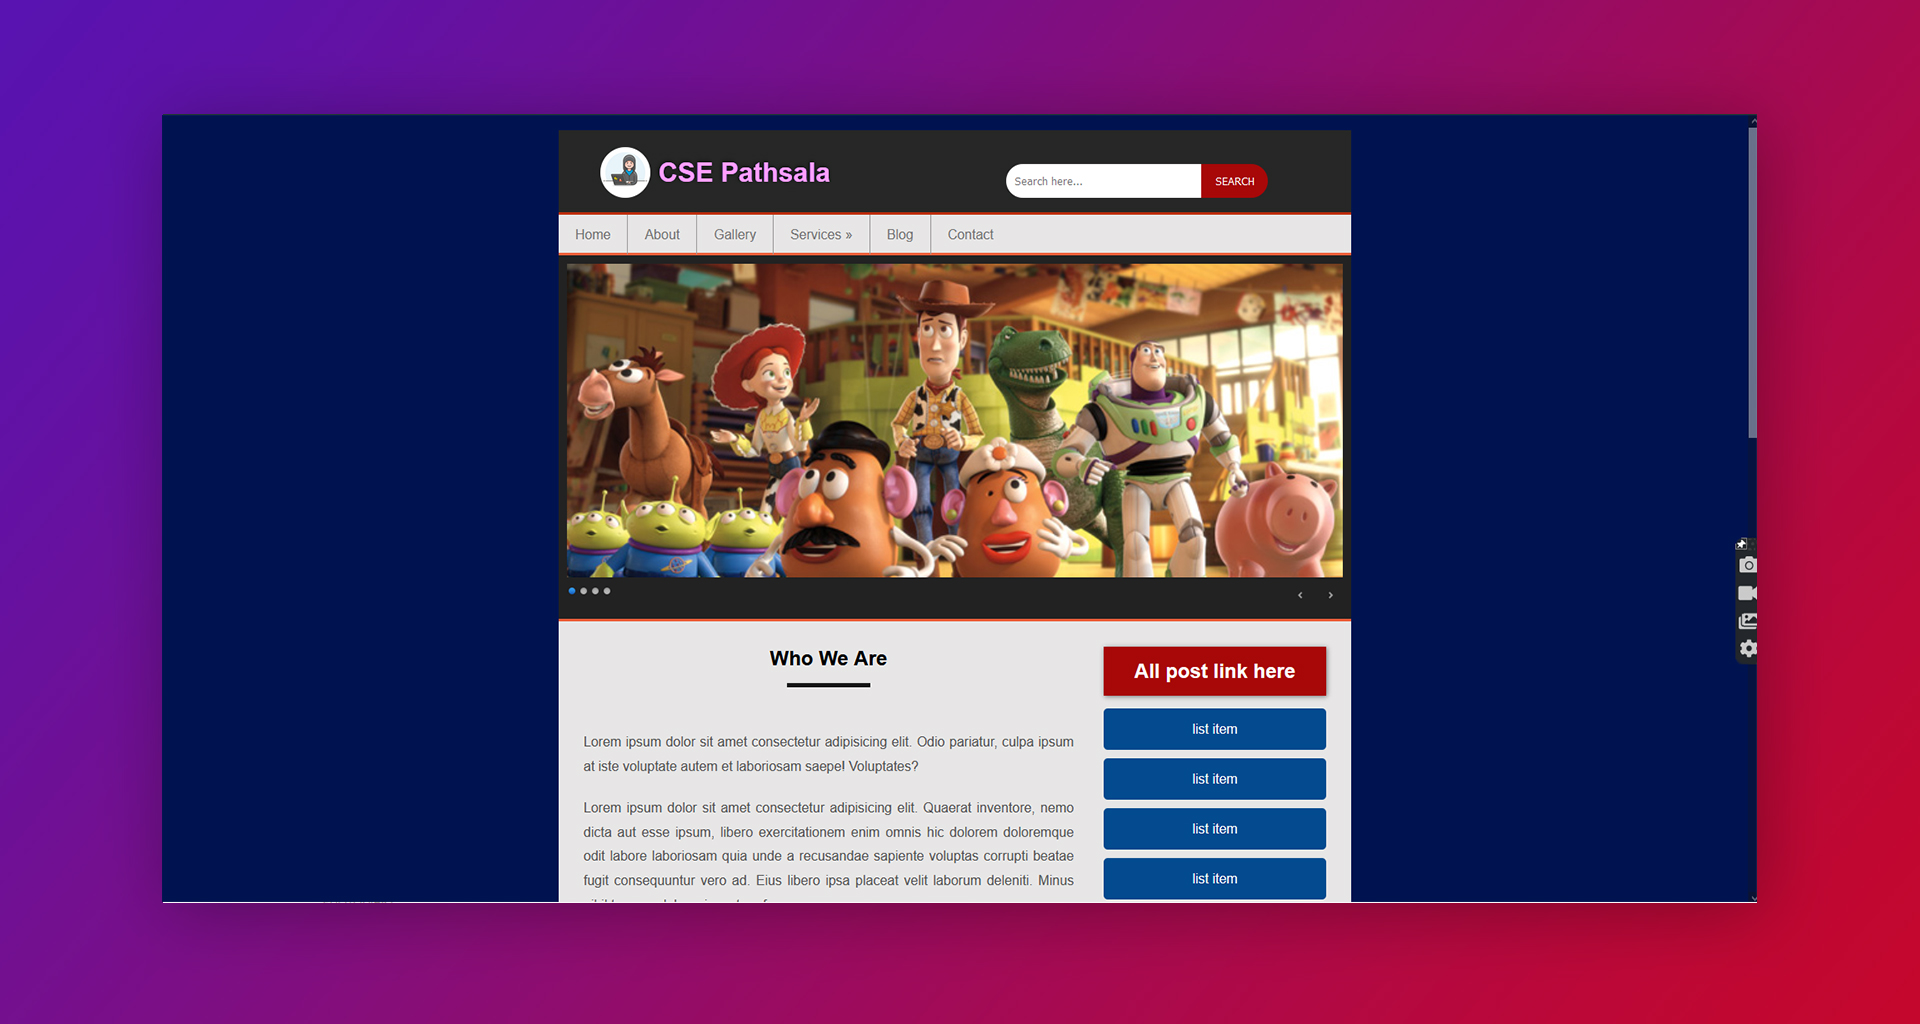 CSE Pathsala
Search here...
SEARCH
Home
About
Gallery
Services »
Blog
Contact
Who We Are
Lorem ipsum dolor sit amet consectetur adipisicing elit. Odio pariatur, culpa ipsum
at iste voluptate autem et laboriosam saepe! Voluptates?
Lorem ipsum dolor sit amet consectetur adipisicing elit. Quaerat inventore, nemo
dicta aut esse ipsum, libero exercitationem enim omnis hic dolorem doloremque
odit labore laboriosam quia unde a recusandae sapiente voluptas corrupti beatae
fugit consequuntur vero ad. Eius libero ipsa placeat velit laborum deleniti. Minus
All post link here
list item
list item
list item
list item